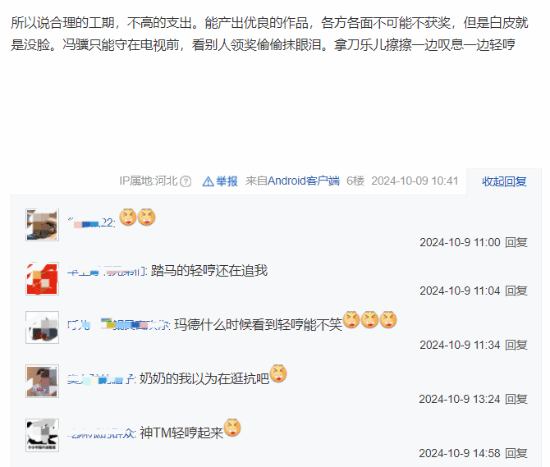 所以说合理的工期，不高的支出。能产出优良的作品，各方各面不可能不获奖，但是白皮就
是没脸。冯骥只能守在电视前，看别人领奖偷偷抹眼泪。拿刀乐儿擦擦一边叹息一边轻哼
IP属地:河北 举报 来自Android客户端 6楼 2024-10-09 10:41 收起回复
22:
2024-10-9 11:00 回复
踏马的轻哼还在追我
2024-10-9 11:04 回复
玛德什么时候看到轻哼能不笑
2024-10-9 11:34 回复
奶奶的我以为在逛抗吧
2024-10-9 13:24 回复
群众: 神TM轻哼起来
2024-10-9 14:58 回复